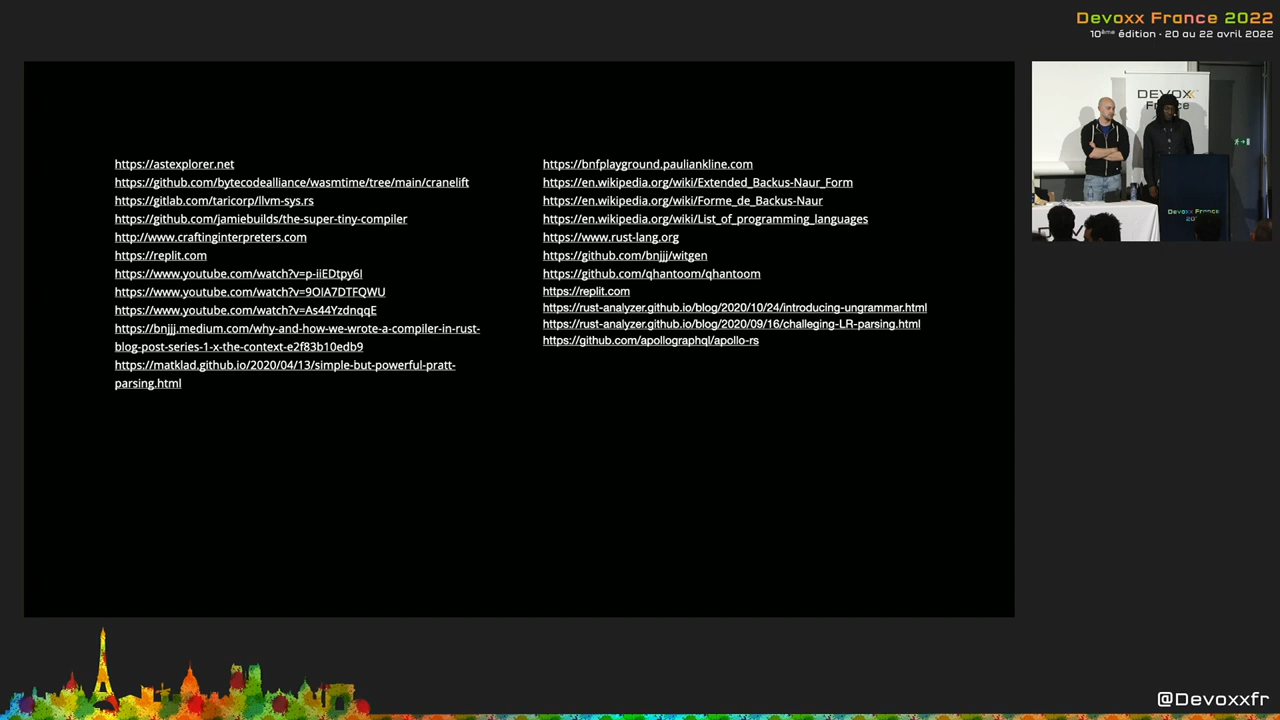 Devoxx France 2022
10ème édition · 20 au 22 avril 2022
https://astexplorer.net
https://github.com/bytecodealliance/wasmtime/tree/main/cranelift
https://gitlab.com/taricorp/llvm-sys.rs
https://github.com/jamiebuilds/the-super-tiny-compiler
http://www.craftinginterpreters.com
https://replit.com
https://www.youtube.com/watch?v=p-iiEDtpy6I
https://www.youtube.com/watch?v=9OIA7DTFQWU
https://www.youtube.com/watch?v=As44YzdnqqE
https://bnjjj.medium.com/why-and-how-we-wrote-a-compiler-in-rust-
blog-post-series-1-x-the-context-e2f83b10edb9
https://matklad.github.io/2020/04/13/simple-but-powerful-pratt-
parsing.html
https://bnfplayground.pauliankline.com
https://en.wikipedia.org/wiki/Extended_Backus-Naur_Form
https://en.wikipedia.org/wiki/Forme_de_Backus-Naur
https://en.wikipedia.org/wiki/List_of_programming_languages
https://www.rust-lang.org
https://github.com/bnjjj/witgen
https://github.com/qhantoom/qhantoom
https://replit.com
https://rust-analyzer.github.io/blog/2020/10/24/introducing-ungrammar.html
https://rust-analyzer.github.io/blog/2020/09/16/challeging-LR-parsing.html
https://github.com/apollographql/apollo-rs
DEVOXX
France
Devoxx France
@Devoxxfr